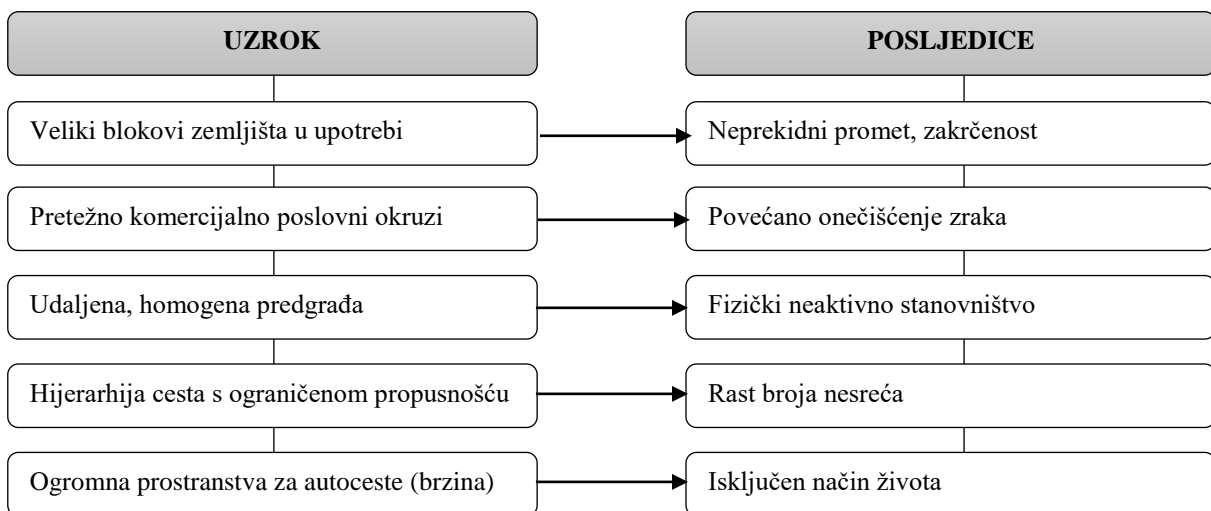 UZROK
POSLJEDICE
Veliki blokovi zemljišta u upotrebi
Neprekidni promet, zakrčenost
Pretežno komercijalno poslovni okruzi
Povećano onečišćenje zraka
Udaljena, homogena predgrađa
Fizički neaktivno stanovništvo
Hijerarhija cesta s ograničenom propusnošću
Rast broja nesreća
Ogromna prostranstva za autoceste (brzina)
Isključen način života